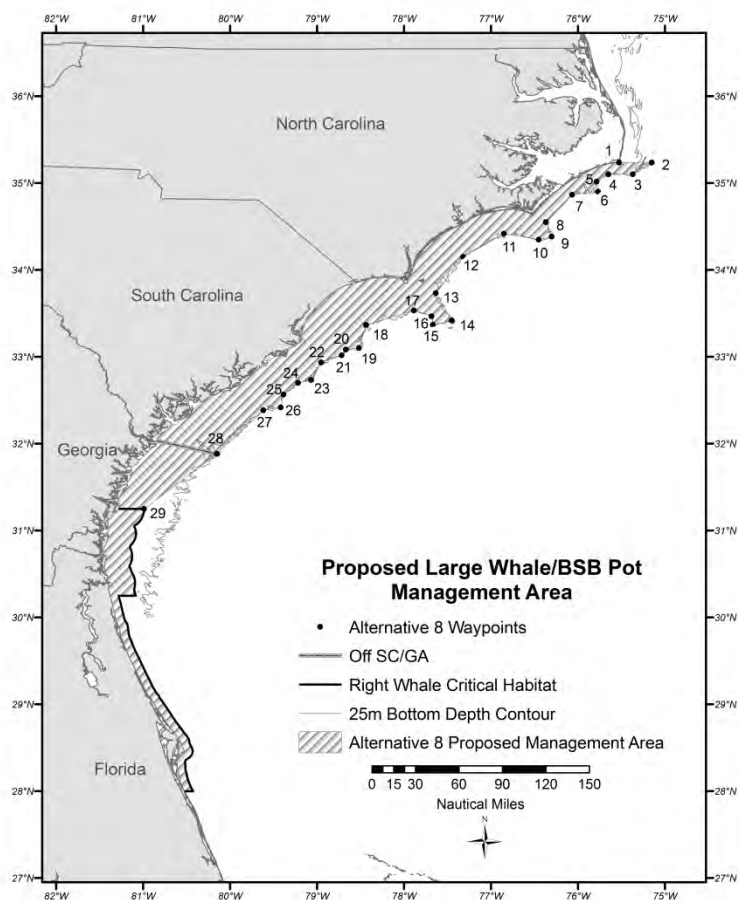 36°N
36°N
35°N
35°N
34°N
34°N
33°N
33°N
32°N
32°N
31°N
31°N
30°N
30°N
29°N
29°N
28°N
28°N
27°N
27°N
82°W
81°W
80°W
79°W
78°W
77°W
76°W
75°W
North Carolina
South Carolina
Georgia
Florida
1
2
3
4
5
6
7
8
9
10
11
12
13
14
15
16
17
18
19
20
21
22
23
24
25
26
27
28
29
Proposed Large Whale/BSB Pot
Management Area
Alternative 8 Waypoints
Off SC/GA
Right Whale Critical Habitat
25m Bottom Depth Contour
Alternative 8 Proposed Management Area
0 15 30 60 90 120 150
Nautical Miles
N
82°W
81°W
80°W
79°W
78°W
77°W
76°W
75°W